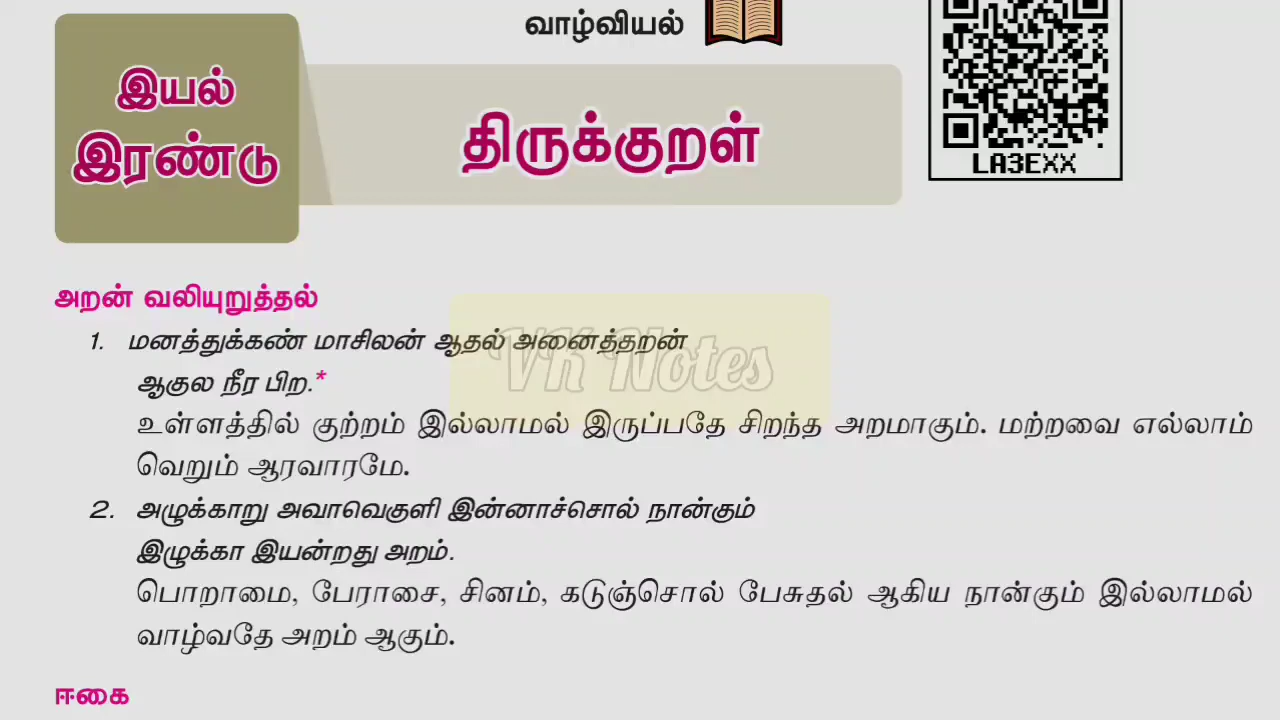 வாழ்வியல்
இயல்
இரண்டு
திருக்குறள்
LA3EXX
அறன் வலியுறுத்தல்
1. மனத்துக்கண் மாசிலன் ஆதல் அனைத்தறன்
ஆகுல நீர பிற.*
உள்ளத்தில் குற்றம் இல்லாமல் இருப்பதே சிறந்த அறமாகும். மற்றவை எல்லாம்
வெறும் ஆரவாரமே.
2. அழுக்காறு அவாவெகுளி இன்னாச்சொல் நான்கும்
இழுக்கா இயன்றது அறம்.
பொறாமை, பேராசை, சினம், கடுஞ்சொல் பேசுதல் ஆகிய நான்கும் இல்லாமல்
வாழ்வதே அறம் ஆகும்.
ஈகை
VK Notes